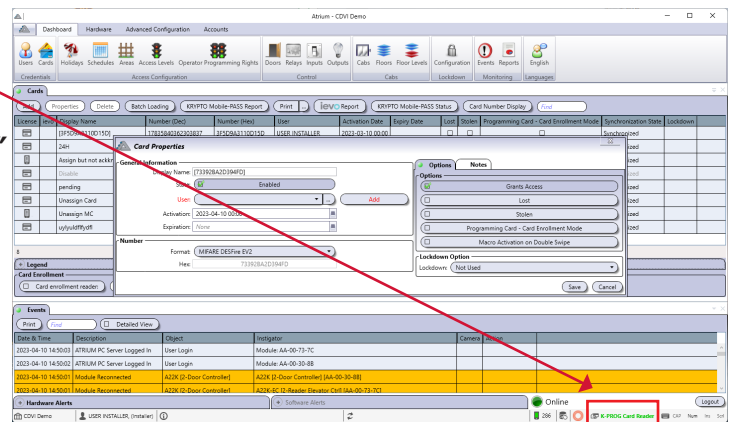 Atrium - CDVI Demo
Dashboard Hardware Advanced Configuration Accounts
Users Cards Holidays Schedules Areas Access Levels Operator Programming Rights Doors Relays Inputs Outputs Cabs Floors Floor Levels Configuration Events Reports English
Credentials Access Configuration Control Cabs Lockdown Monitoring Languages
Cards
Add Properties Delete Batch Loading KRYPTO Mobile-PASS Report Print ... ievo Report KRYPTO Mobile-PASS Status Card Number Display Find
License ievo Display Name Number (Dec) Number (Hex) User Activation Date Expiry Date Lost Stolen Programming Card - Card Enrollment Mode Synchronization State Lockdown
[3F5D9A3110D15D] 17835840362303837 3F5D9A3110D15D USER INSTALLER 2023-03-10 00:00 Synchronized
24H
Assign but not ackn
Disable
pending
Unassign Card
Unassign MC
uylyuldflfydfl
Card Properties
General Information
Display Name: [73392BA2D394FD]
State: Enabled
User: ... Add
Activation: 2023-04-10 00:00
Expiration: None
Number
Format: MIFARE DESFire EV2
Hex: 73392BA2D394FD
Options Notes
Options
Grants Access
Lost
Stolen
Programming Card - Card Enrollment Mode
Macro Activation on Double Swipe
Lockdown Option
Lockdown: Not Used
Save Cancel
Legend
Card Enrollment
Card enrollment reader:
Events
Print Find Detailed View
Date & Time Description Object Instigator Camera Action
2023-04-10 14:50:03 ATRIUM PC Server Logged In User Login Module: AA-00-73-7C
2023-04-10 14:50:02 ATRIUM PC Server Logged In User Login Module: AA-00-30-8B
2023-04-10 14:50:01 Module Reconnected A22K [2-Door Controller] A22K [2-Door Controller] [AA-00-30-8B]
2023-04-10 14:50:01 Module Reconnected A22K [2-Door Controller] A22K-EC [2-Reader Elevator Ctrl] [AA-00-73-7C]
Hardware Alerts Software Alerts Online Logout
CDVI Demo USER INSTALLER, (Installer) 286 K-PROG Card Reader CAP Num Ins Scrl